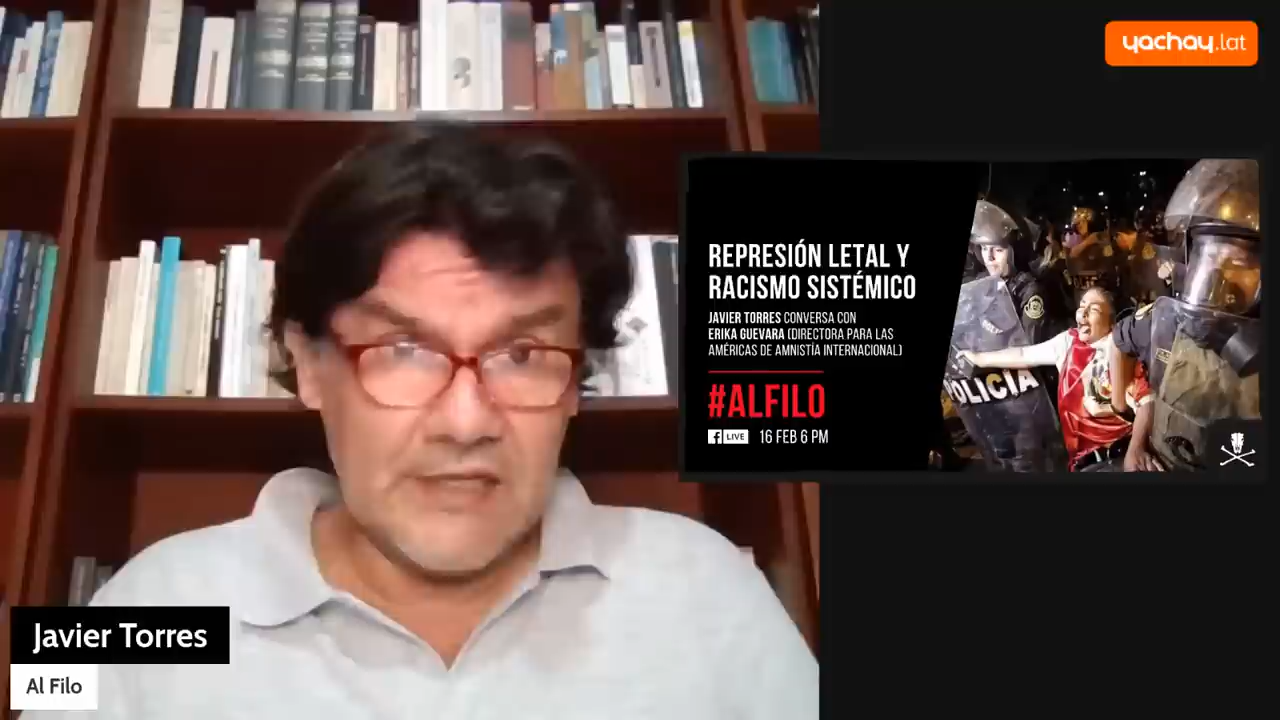 yachay.lat
REPRESIÓN LETAL Y
RACISMO SISTÉMICO
JAVIER TORRES CONVERSA CON
ERIKA GUEVARA (DIRECTORA PARA LAS
AMÉRICAS DE AMNISTÍA INTERNACIONAL)
#ALFILO
f LIVE 16 FEB 6 PM
POLICÍA
Javier Torres
Al Filo